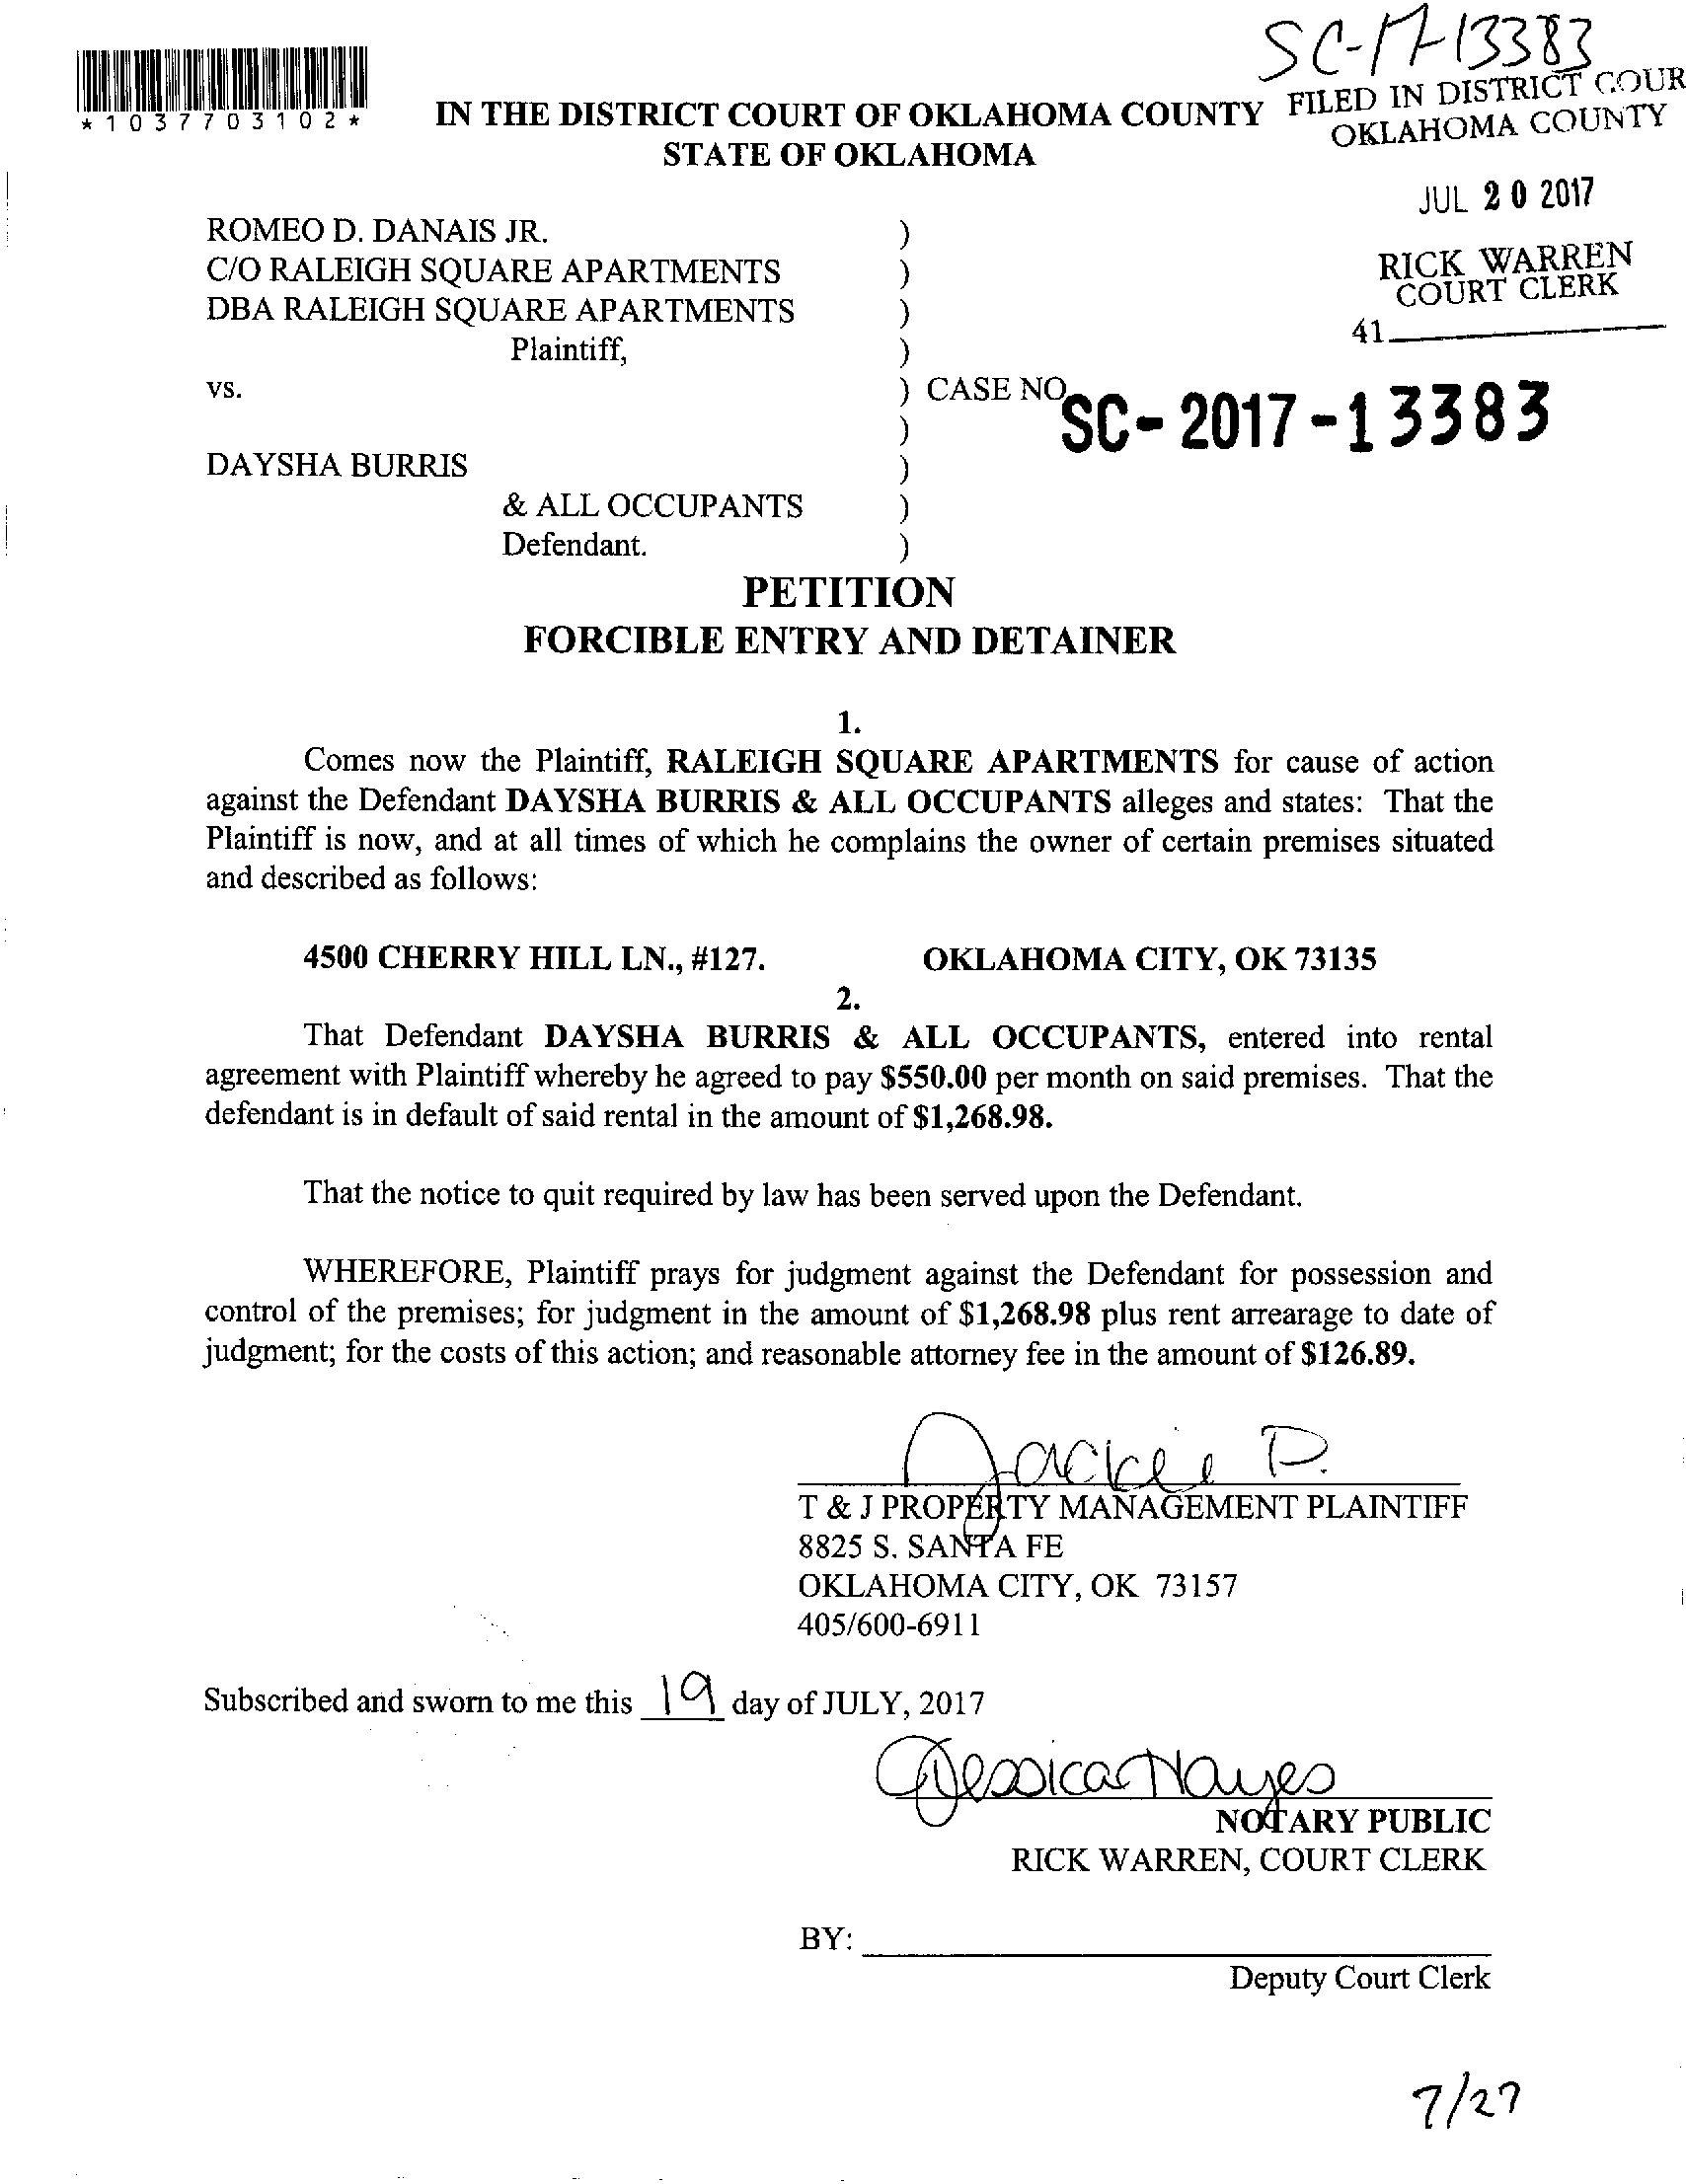 SC-17-13383
*1037703102*
IN THE DISTRICT COURT OF OKLAHOMA COUNTY
STATE OF OKLAHOMA
FILED IN DISTRICT COUR
OKLAHOMA COUNTY
JUL 20 2017
RICK WARREN
COURT CLERK
41
ROMEO D. DANAIS JR. )
C/O RALEIGH SQUARE APARTMENTS )
DBA RALEIGH SQUARE APARTMENTS )
Plaintiff, )
vs. ) CASE NO. SC-2017-13383
)
DAYSHA BURRIS )
& ALL OCCUPANTS )
Defendant. )
PETITION
FORCIBLE ENTRY AND DETAINER
1.
Comes now the Plaintiff, RALEIGH SQUARE APARTMENTS for cause of action
against the Defendant DAYSHA BURRIS & ALL OCCUPANTS alleges and states: That the
Plaintiff is now, and at all times of which he complains the owner of certain premises situated
and described as follows:
4500 CHERRY HILL LN., #127. OKLAHOMA CITY, OK 73135
2.
That Defendant DAYSHA BURRIS & ALL OCCUPANTS, entered into rental
agreement with Plaintiff whereby he agreed to pay $550.00 per month on said premises. That the
defendant is in default of said rental in the amount of $1,268.98.
That the notice to quit required by law has been served upon the Defendant.
WHEREFORE, Plaintiff prays for judgment against the Defendant for possession and
control of the premises; for judgment in the amount of $1,268.98 plus rent arrearage to date of
judgment; for the costs of this action; and reasonable attorney fee in the amount of $126.89.
Jackie P.
T & J PROPERTY MANAGEMENT PLAINTIFF
8825 S. SANTA FE
OKLAHOMA CITY, OK 73157
405/600-6911
Subscribed and sworn to me this 19 day of JULY, 2017
Jessica Hayes
NOTARY PUBLIC
RICK WARREN, COURT CLERK
BY:
Deputy Court Clerk
7/27